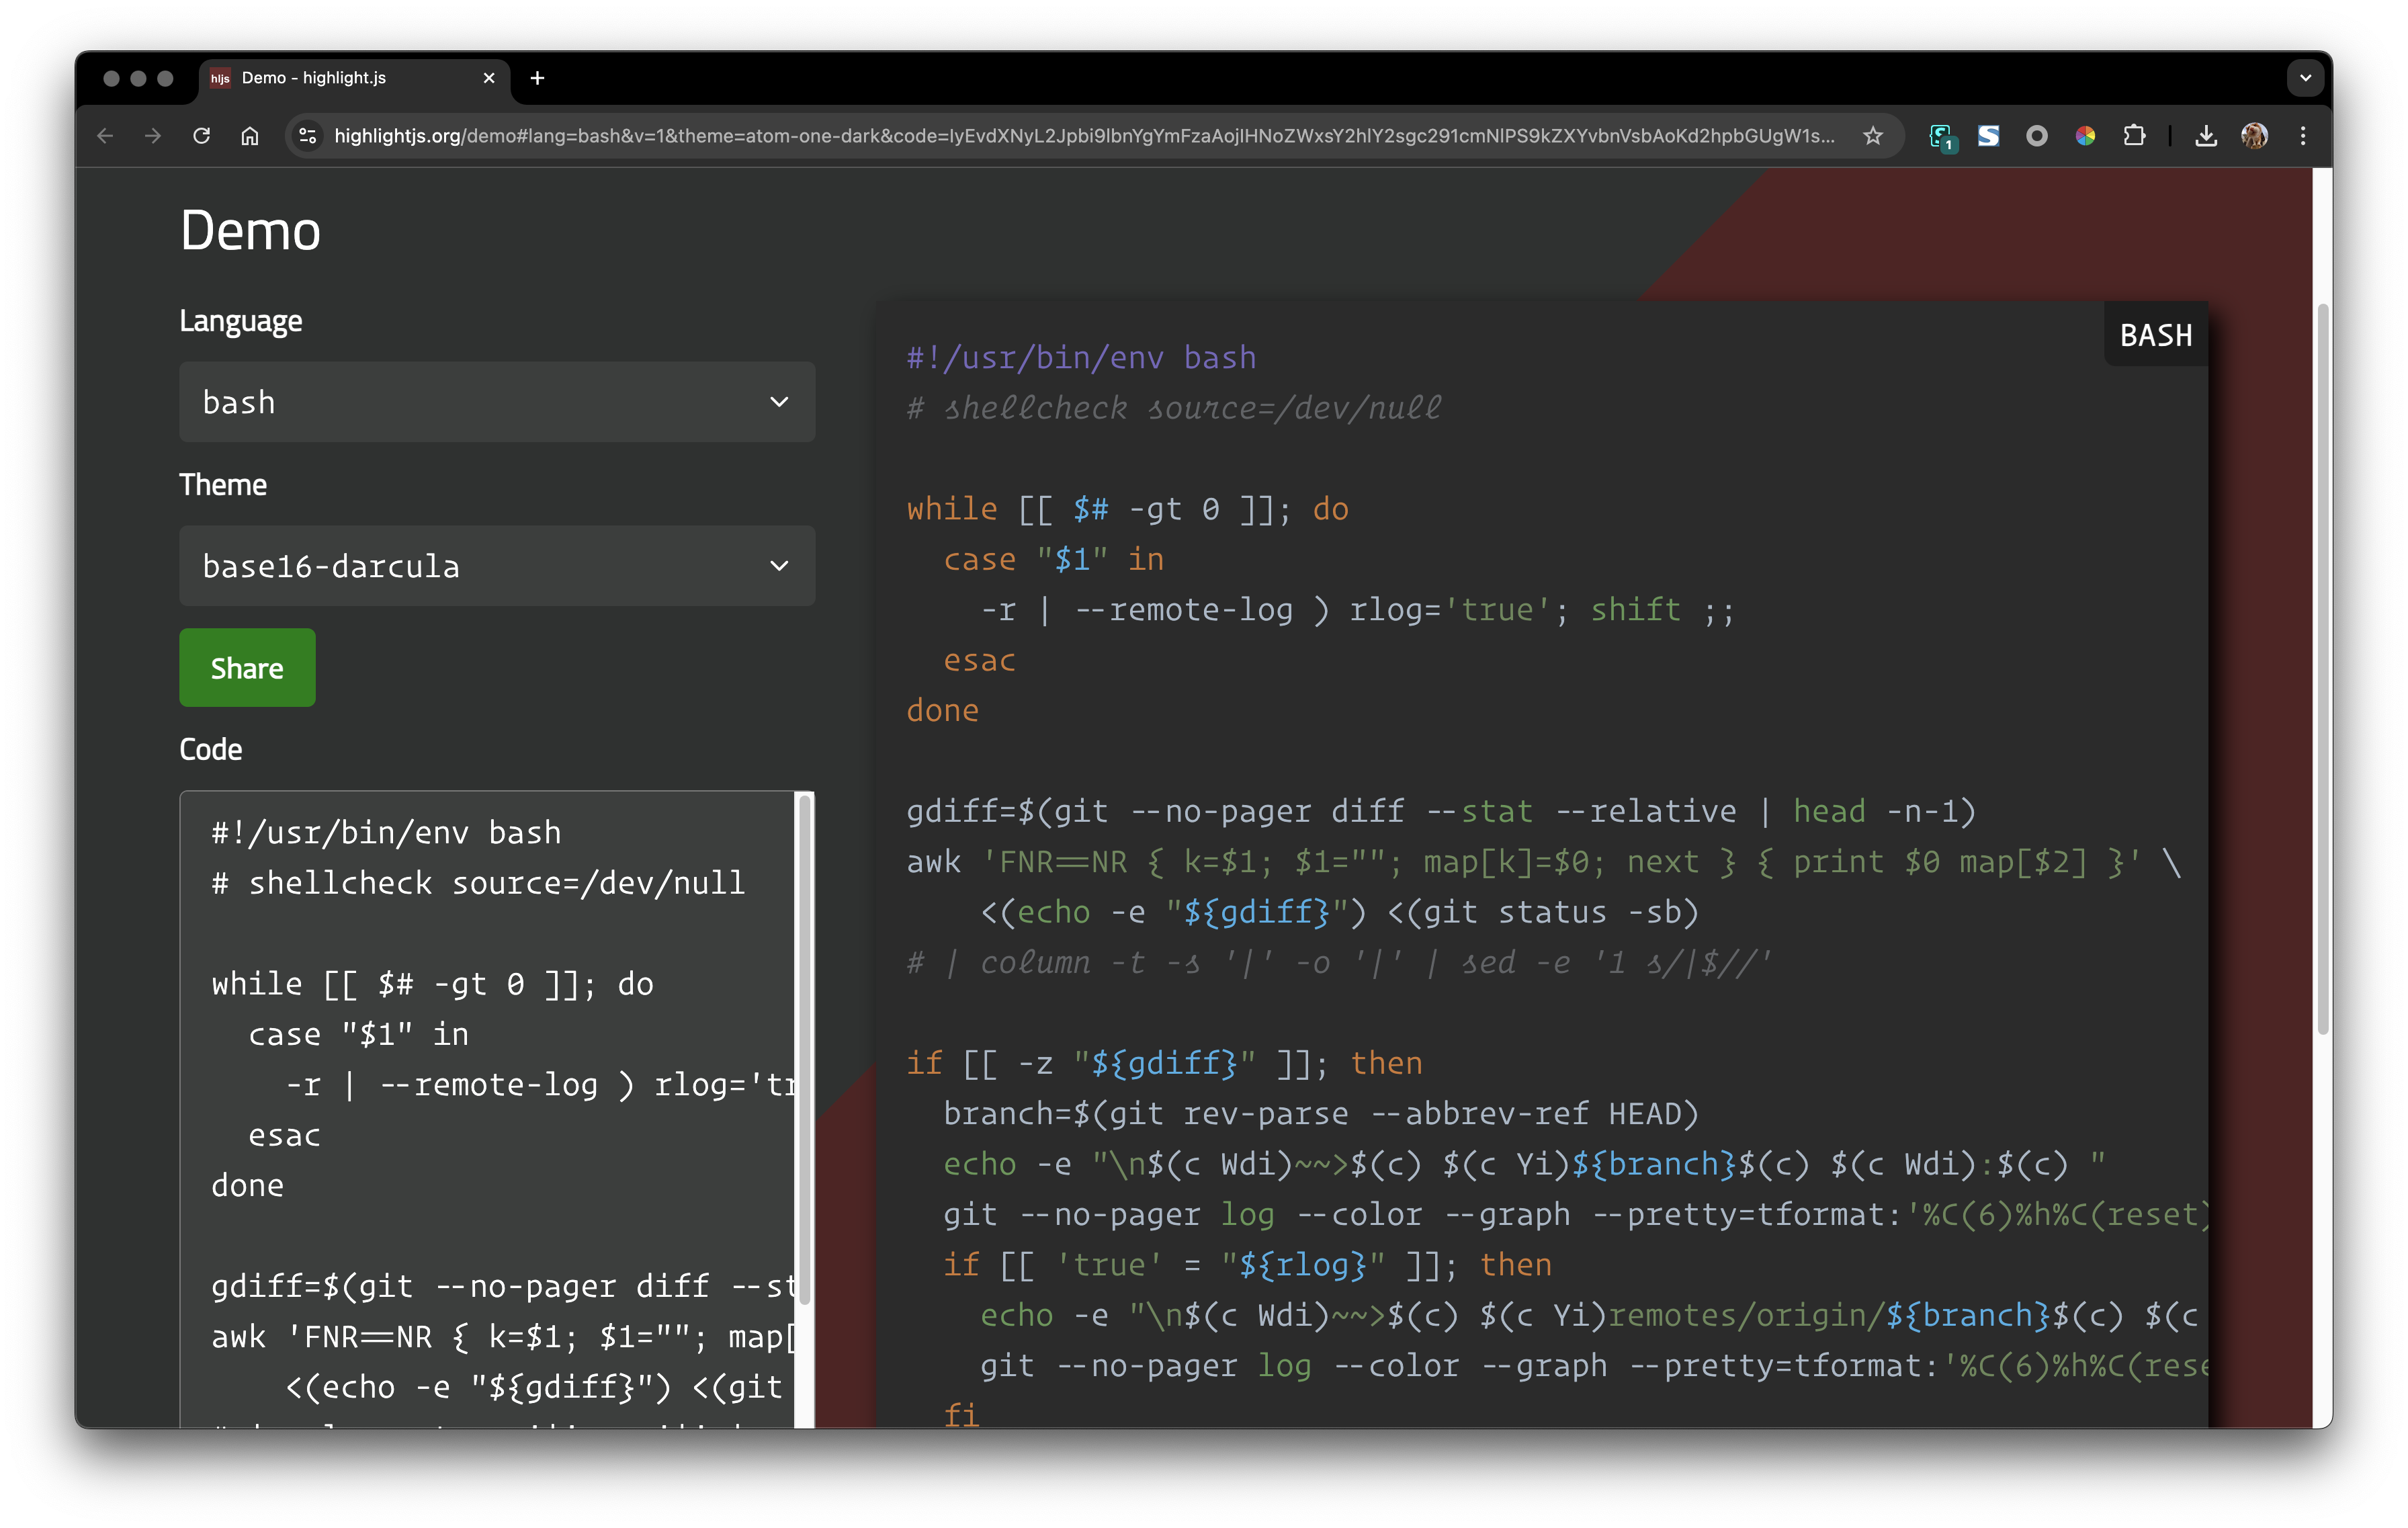 hljs Demo - highlight.js
highlightjs.org/demo#lang=bash&v=1&theme=atom-one-dark&code=IyEvdXNyL2Jpbi9lbnYgYmFzaAojIHNoZWxsY2hlY2sgc291cmNlPS9kZXYvbnVsbAoKd2hpbGUgW1s...
1
Demo
Language
bash
Theme
base16-darcula
Share
Code
#!/usr/bin/env bash
# shellcheck source=/dev/null
while [[ $# -gt 0 ]]; do
  case "$1" in
    -r | --remote-log ) rlog='tr
  esac
done
gdiff=$(git --no-pager diff --st
awk 'FNR==NR { k=$1; $1=""; map[
    <(echo -e "${gdiff}") <(git
BASH
#!/usr/bin/env bash
# shellcheck source=/dev/null
while [[ $# -gt 0 ]]; do
  case "$1" in
    -r | --remote-log ) rlog='true'; shift ;;
  esac
done
gdiff=$(git --no-pager diff --stat --relative | head -n-1)
awk 'FNR==NR { k=$1; $1=""; map[k]=$0; next } { print $0 map[$2] }' \
    <(echo -e "${gdiff}") <(git status -sb)
# | column -t -s '|' -o '|' | sed -e '1 s/|$//'
if [[ -z "${gdiff}" ]]; then
  branch=$(git rev-parse --abbrev-ref HEAD)
  echo -e "\n$(c Wdi)~~>$(c) $(c Yi)${branch}$(c) $(c Wdi):$(c) "
  git --no-pager log --color --graph --pretty=tformat:'%C(6)%h%C(reset)
  if [[ 'true' = "${rlog}" ]]; then
    echo -e "\n$(c Wdi)~~>$(c) $(c Yi)remotes/origin/${branch}$(c) $(c
    git --no-pager log --color --graph --pretty=tformat:'%C(6)%h%C(rese
  fi